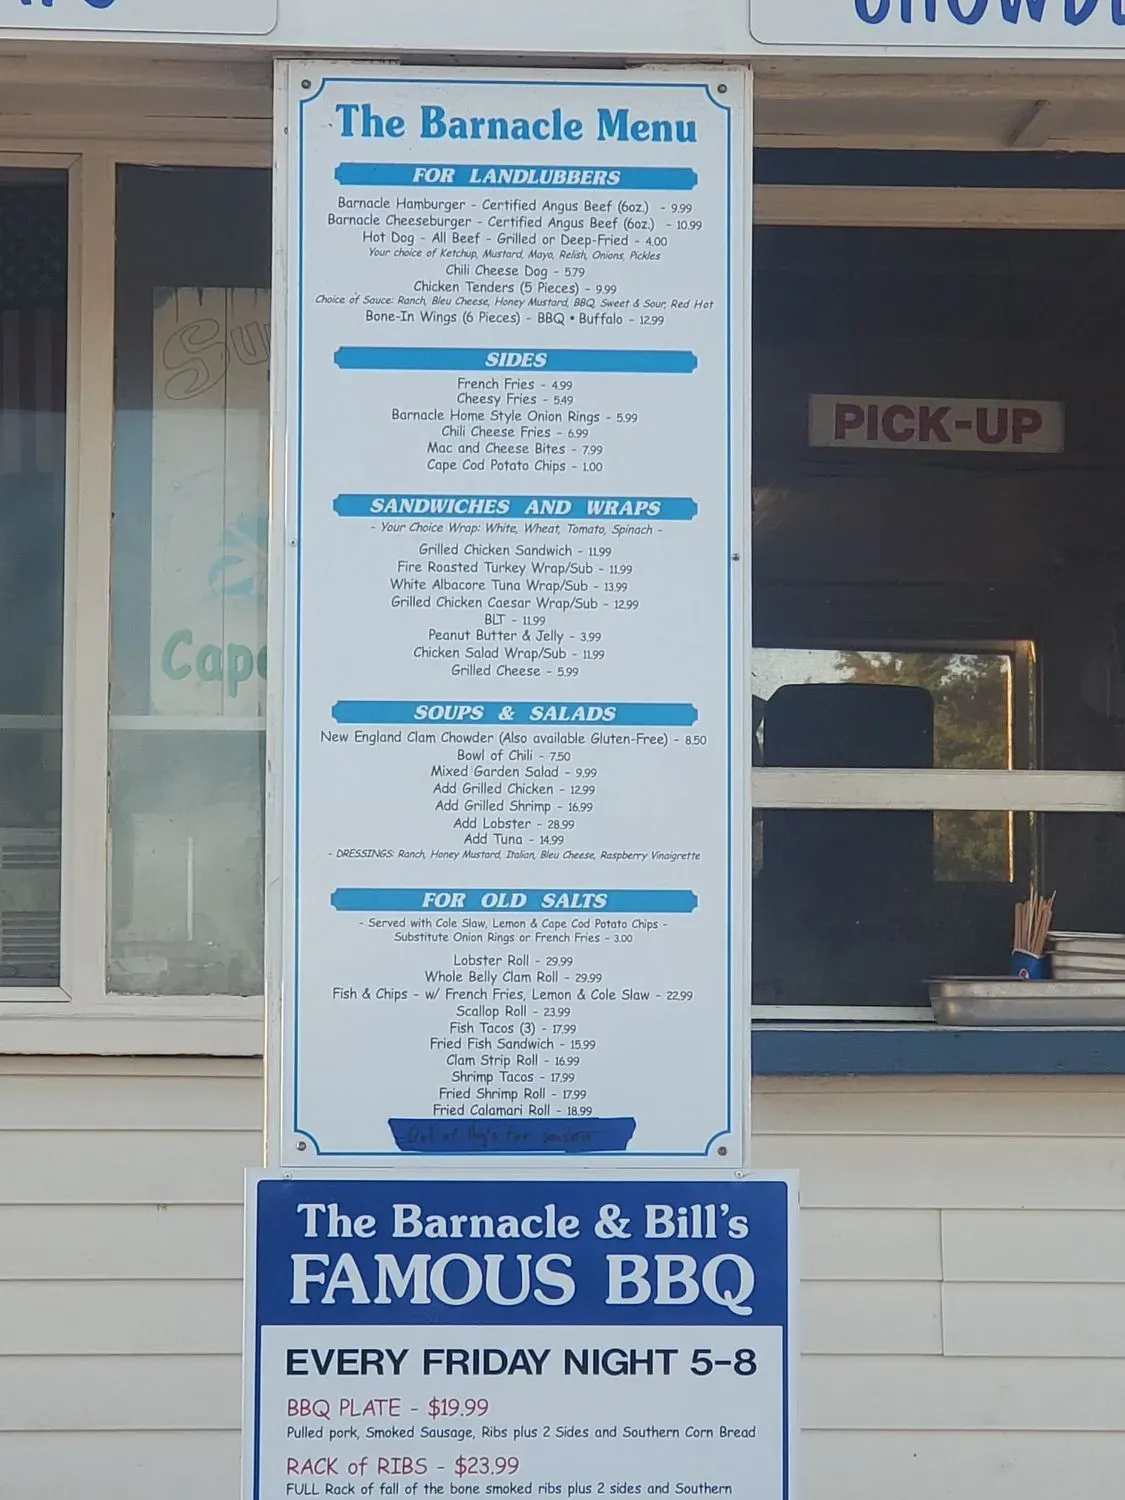 The Barnacle Menu
FOR LANDLUBBERS
Barnacle Hamburger - Certified Angus Beef (6oz.) - 9.99
Barnacle Cheeseburger - Certified Angus Beef (6oz.) - 10.99
Hot Dog - All Beef - Grilled or Deep-Fried - 4.00
Your choice of Ketchup, Mustard, Mayo, Relish, Onions, Pickles
Chili Cheese Dog - 5.79
Chicken Tenders (5 Pieces) - 9.99
Choice of Sauce: Ranch, Bleu Cheese, Honey Mustard, BBQ, Sweet & Sour, Red Hot
Bone-In Wings (6 Pieces) - BBQ • Buffalo - 12.99
SIDES
French Fries - 4.99
Cheesy Fries - 5.49
Barnacle Home Style Onion Rings - 5.99
Chili Cheese Fries - 6.99
Mac and Cheese Bites - 7.99
Cape Cod Potato Chips - 1.00
SANDWICHES AND WRAPS
- Your Choice Wrap: White, Wheat, Tomato, Spinach -
Grilled Chicken Sandwich - 11.99
Fire Roasted Turkey Wrap/Sub - 11.99
White Albacore Tuna Wrap/Sub - 13.99
Grilled Chicken Caesar Wrap/Sub - 12.99
BLT - 11.99
Peanut Butter & Jelly - 3.99
Chicken Salad Wrap/Sub - 11.99
Grilled Cheese - 5.99
SOUPS & SALADS
New England Clam Chowder (Also available Gluten-Free) - 8.50
Bowl of Chili - 7.50
Mixed Garden Salad - 9.99
Add Grilled Chicken - 12.99
Add Grilled Shrimp - 16.99
Add Lobster - 28.99
Add Tuna - 14.99
- DRESSINGS: Ranch, Honey Mustard, Italian, Bleu Cheese, Raspberry Vinaigrette
FOR OLD SALTS
- Served with Cole Slaw, Lemon & Cape Cod Potato Chips -
Substitute Onion Rings or French Fries - 3.00
Lobster Roll - 29.99
Whole Belly Clam Roll - 29.99
Fish & Chips - w/ French Fries, Lemon & Cole Slaw - 22.99
Scallop Roll - 23.99
Fish Tacos (3) - 17.99
Fried Fish Sandwich - 15.99
Clam Strip Roll - 16.99
Shrimp Tacos - 17.99
Fried Shrimp Roll - 17.99
Fried Calamari Roll - 18.99
The Barnacle & Bill's
FAMOUS BBQ
EVERY FRIDAY NIGHT 5-8
BBQ PLATE - $19.99
Pulled pork, Smoked Sausage, Ribs plus 2 Sides and Southern Corn Bread
RACK of RIBS - $23.99
FULL Rack of fall of the bone smoked ribs plus 2 sides and Southern
PICK-UP
Cape